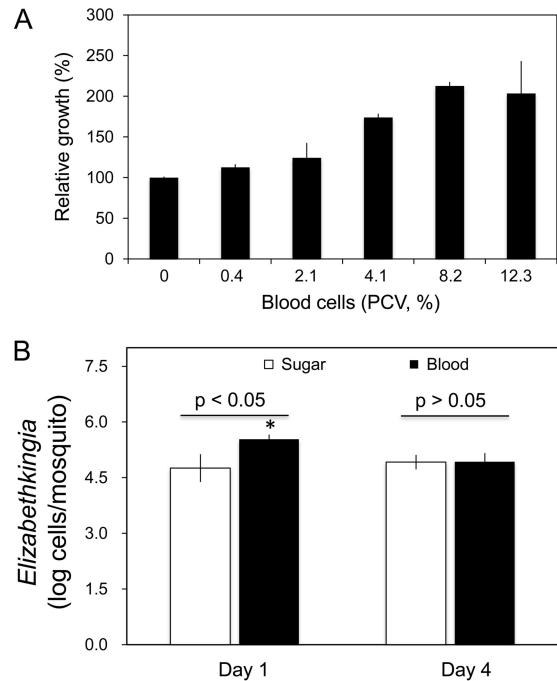 A
300
250
200
150
100
50
0
Relative growth (%)
0 0.4 2.1 4.1 8.2 12.3
Blood cells (PCV, %)
B
7.5
6.0
4.5
3.0
1.5
0.0
Elizabethkingia
(log cells/mosquito)
Sugar Blood
p < 0.05 p > 0.05
*
Day 1 Day 4